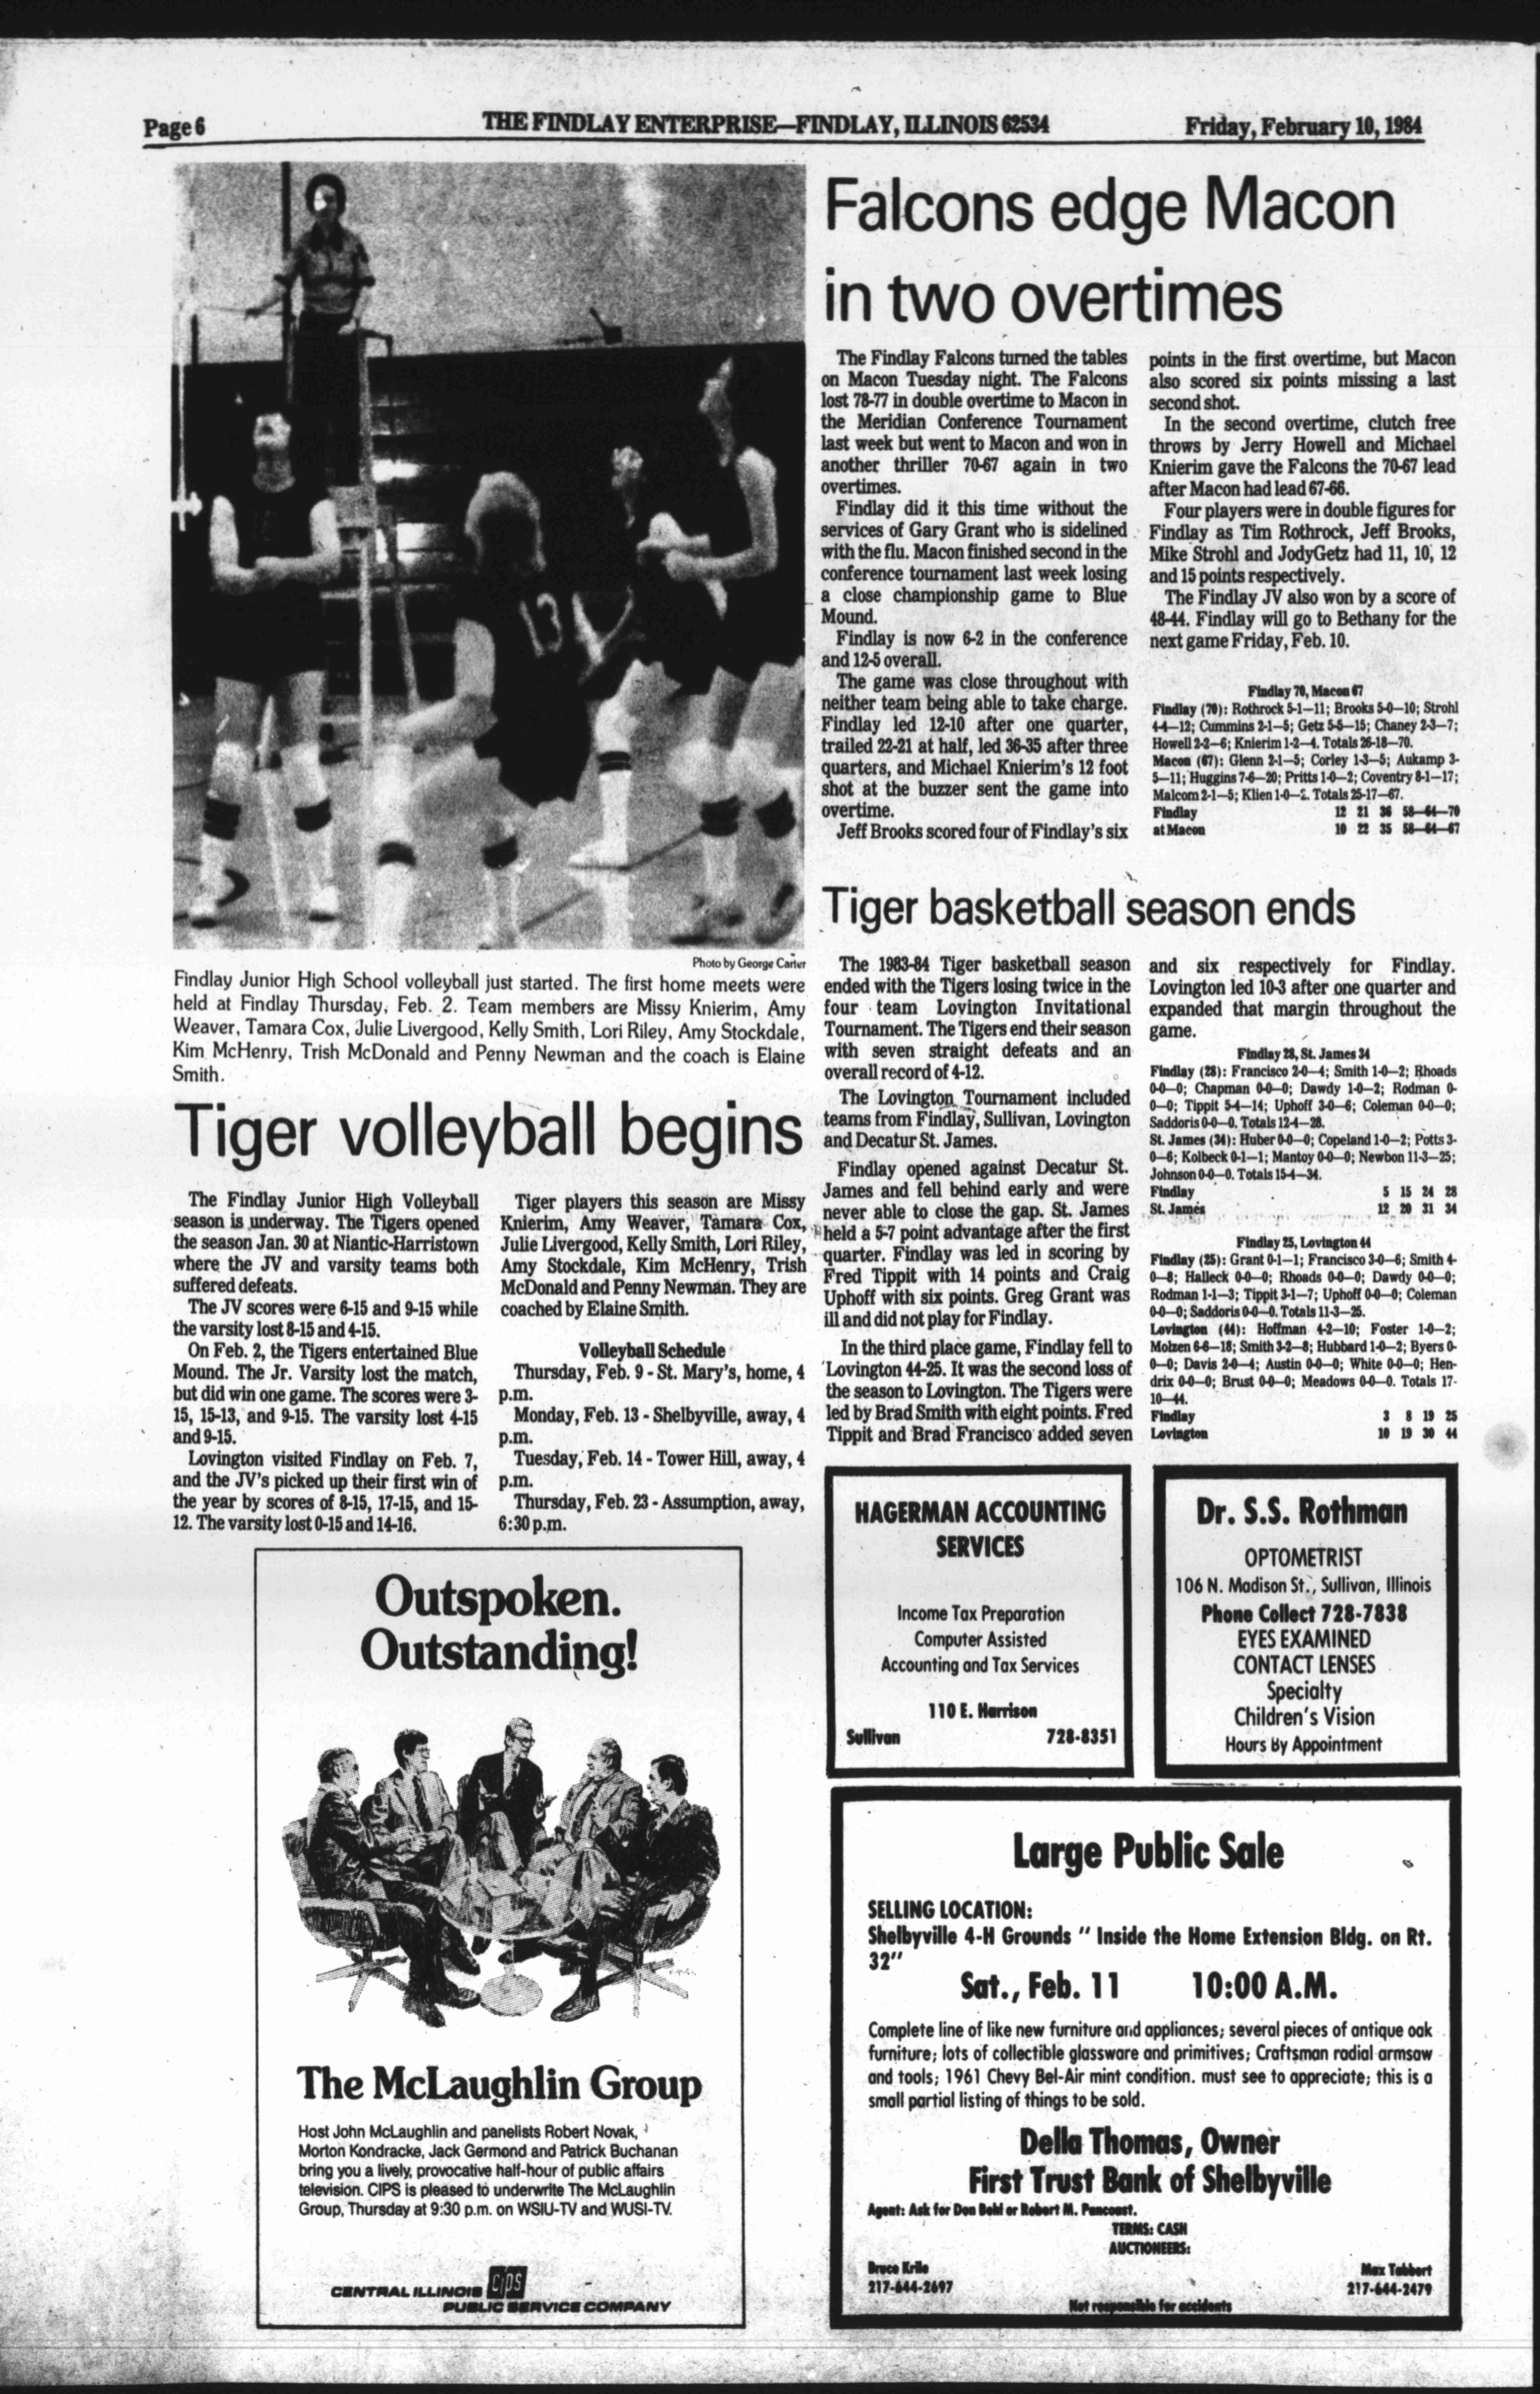 Page 6
THE FINDLAY ENTERPRISE—FINDLAY, ILLINOIS 62534
Friday, February 10, 1984
13
Photo by George Carter
Findlay Junior High School volleyball just started. The first home meets were
held at Findlay Thursday, Feb. 2. Team members are Missy Knierim, Amy
Weaver, Tamara Cox, Julie Livergood, Kelly Smith, Lori Riley, Amy Stockdale,
Kim McHenry, Trish McDonald and Penny Newman and the coach is Elaine
Smith.
Tiger volleyball begins
The Findlay Junior High Volleyball
season is underway. The Tigers opened
the season Jan. 30 at Niantic-Harristown
where the JV and varsity teams both
suffered defeats.
The JV scores were 6-15 and 9-15 while
the varsity lost 8-15 and 4-15.
On Feb. 2, the Tigers entertained Blue
Mound. The Jr. Varsity lost the match,
but did win one game. The scores were 3-
15, 15-13, and 9-15. The varsity lost 4-15
and 9-15.
Lovington visited Findlay on Feb. 7,
and the JV's picked up their first win of
the year by scores of 8-15, 17-15, and 15-
12. The varsity lost 0-15 and 14-16.
Tiger players this season are Missy
Knierim, Amy Weaver, Tamara Cox,
Julie Livergood, Kelly Smith, Lori Riley,
Amy Stockdale, Kim McHenry, Trish
McDonald and Penny Newman. They are
coached by Elaine Smith.
Volleyball Schedule
Thursday, Feb. 9 - St. Mary's, home, 4
p.m.
Monday, Feb. 13 - Shelbyville, away, 4
p.m.
Tuesday, Feb. 14 - Tower Hill, away, 4
p.m.
Thursday, Feb. 23 - Assumption, away,
6:30 p.m.
Falcons edge Macon
in two overtimes
The Findlay Falcons turned the tables
on Macon Tuesday night. The Falcons
lost 78-77 in double overtime to Macon in
the Meridian Conference Tournament
last week but went to Macon and won in
another thriller 70-67 again in two
overtimes.
Findlay did it this time without the
services of Gary Grant who is sidelined
with the flu. Macon finished second in the
conference tournament last week losing
a close championship game to Blue
Mound.
Findlay is now 6-2 in the conference
and 12-5 overall.
The game was close throughout with
neither team being able to take charge.
Findlay led 12-10 after one quarter,
trailed 22-21 at half, led 36-35 after three
quarters, and Michael Knierim's 12 foot
shot at the buzzer sent the game into
overtime.
Jeff Brooks scored four of Findlay's six
points in the first overtime, but Macon
also scored six points missing a last
second shot.
In the second overtime, clutch free
throws by Jerry Howell and Michael
Knierim gave the Falcons the 70-67 lead
after Macon had lead 67-66.
Four players were in double figures for
Findlay as Tim Rothrock, Jeff Brooks,
Mike Strohl and JodyGetz had 11, 10, 12
and 15 points respectively.
The Findlay JV also won by a score of
48-44. Findlay will go to Bethany for the
next game Friday, Feb. 10.
Findlay 70, Macon 67
Findlay (70): Rothrock 5-1—11; Brooks 5-0—10; Strohl
4-4—12; Cummins 2-1—5; Getz 5-5—15; Chaney 2-3—7;
Howell 2-2—6; Knierim 1-2—4. Totals 26-18—70.
Macon (67): Glenn 2-1—5; Corley 1-3—5; Aukamp 3-
5—11; Huggins 7-6—20; Pritts 1-0—2; Coventry 8-1—17;
Malcom 2-1—5; Klien 1-0—2. Totals 25-17—67.
Findlay 12 21 36 58—64—70
at Macon 10 22 35 58—64—67
Tiger basketball season ends
The 1983-84 Tiger basketball season
ended with the Tigers losing twice in the
four team Lovington Invitational
Tournament. The Tigers end their season
with seven straight defeats and an
overall record of 4-12.
The Lovington Tournament included
teams from Findlay, Sullivan, Lovington
and Decatur St. James.
Findlay opened against Decatur St.
James and fell behind early and were
never able to close the gap. St. James
held a 5-7 point advantage after the first
quarter. Findlay was led in scoring by
Fred Tippit with 14 points and Craig
Uphoff with six points. Greg Grant was
ill and did not play for Findlay.
In the third place game, Findlay fell to
Lovington 44-25. It was the second loss of
the season to Lovington. The Tigers were
led by Brad Smith with eight points. Fred
Tippit and Brad Francisco added seven
and six respectively for Findlay.
Lovington led 10-3 after one quarter and
expanded that margin throughout the
game.
Findlay 28, St. James 34
Findlay (28): Francisco 2-0—4; Smith 1-0—2; Rhoads
0-0—0; Chapman 0-0—0; Dawdy 1-0—2; Rodman 0-
0—0; Tippit 5-4—14; Uphoff 3-0—6; Coleman 0-0—0;
Saddoris 0-0—0. Totals 12-4—28.
St. James (34): Huber 0-0—0; Copeland 1-0—2; Potts 3-
0—6; Kolbeck 0-1—1; Mantoy 0-0—0; Newbon 11-3—25;
Johnson 0-0—0. Totals 15-4—34.
Findlay 5 15 24 28
St. James 12 20 31 34
Findlay 25, Lovington 44
Findlay (25): Grant 0-1—1; Francisco 3-0—6; Smith 4-
0—8; Halleck 0-0—0; Rhoads 0-0—0; Dawdy 0-0—0;
Rodman 1-1—3; Tippit 3-1—7; Uphoff 0-0—0; Coleman
0-0—0; Saddoris 0-0—0. Totals 11-3—25.
Lovington (44): Hoffman 4-2—10; Foster 1-0—2;
Molzen 6-6—18; Smith 3-2—8; Hubbard 1-0—2; Byers 0-
0—0; Davis 2-0—4; Austin 0-0—0; White 0-0—0; Hen-
drix 0-0—0; Brust 0-0—0; Meadows 0-0—0. Totals 17-
10—44.
Findlay 3 8 19 25
Lovington 10 19 30 44
Outspoken.
Outstanding!
The McLaughlin Group
Host John McLaughlin and panelists Robert Novak,
Morton Kondracke, Jack Germond and Patrick Buchanan
bring you a lively, provocative half-hour of public affairs
television. CIPS is pleased to underwrite The McLaughlin
Group, Thursday at 9:30 p.m. on WSIU-TV and WUSI-TV.
CENTRAL ILLINOIS CIPS
PUBLIC SERVICE COMPANY
HAGERMAN ACCOUNTING
SERVICES
Income Tax Preparation
Computer Assisted
Accounting and Tax Services
110 E. Harrison
Sullivan 728-8351
Dr. S.S. Rothman
OPTOMETRIST
106 N. Madison St., Sullivan, Illinois
Phone Collect 728-7838
EYES EXAMINED
CONTACT LENSES
Specialty
Children's Vision
Hours By Appointment
Large Public Sale
SELLING LOCATION:
Shelbyville 4-H Grounds " Inside the Home Extension Bldg. on Rt.
32"
Sat., Feb. 11 10:00 A.M.
Complete line of like new furniture and appliances; several pieces of antique oak
furniture; lots of collectible glassware and primitives; Craftsman radial armsaw
and tools; 1961 Chevy Bel-Air mint condition. must see to appreciate; this is a
small partial listing of things to be sold.
Della Thomas, Owner
First Trust Bank of Shelbyville
Agent: Ask for Don Bohl or Robert M. Pancoast.
TERMS: CASH
AUCTIONEERS:
Bruce Krile
217-644-2697
Max Tabbert
217-644-2479
Not responsible for accidents